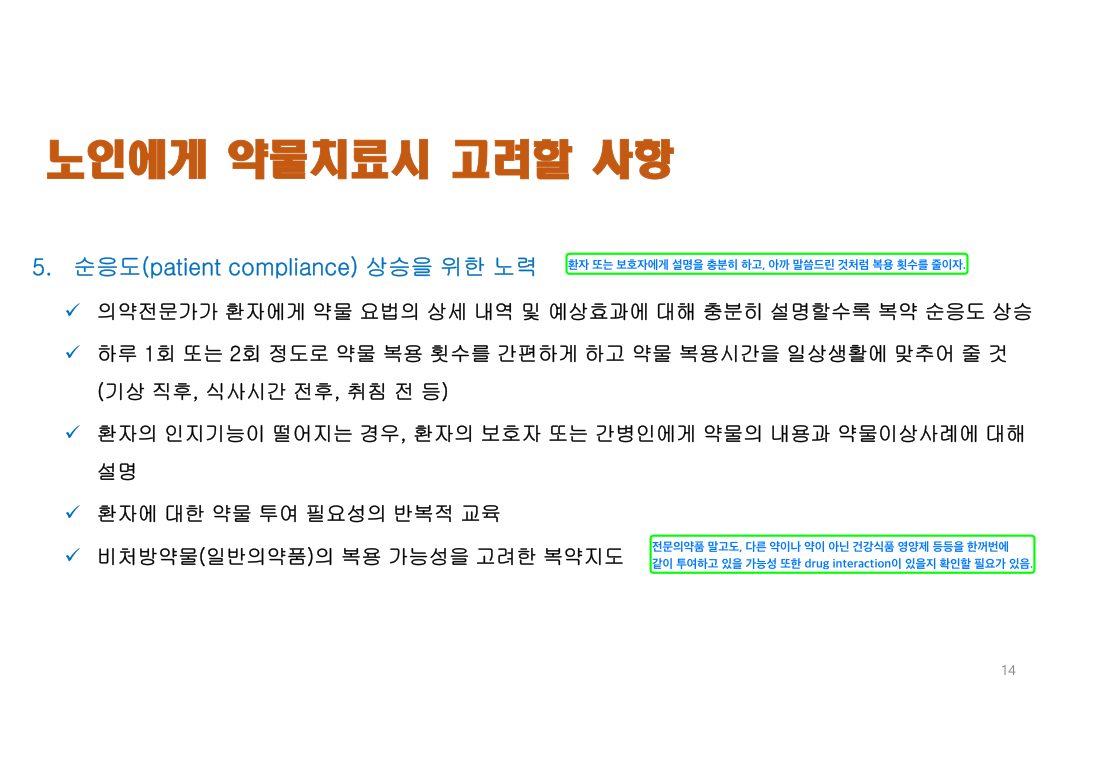 노인에게 약물치료시 고려할 사항
5. 순응도(patient compliance) 상승을 위한 노력
환자 또는 보호자에게 설명을 충분히 하고, 아까 말씀드린 것처럼 복용 횟수를 줄이자.
✓ 의약전문가가 환자에게 약물 요법의 상세 내역 및 예상효과에 대해 충분히 설명할수록 복약 순응도 상승
✓ 하루 1회 또는 2회 정도로 약물 복용 횟수를 간편하게 하고 약물 복용시간을 일상생활에 맞추어 줄 것
(기상 직후, 식사시간 전후, 취침 전 등)
✓ 환자의 인지기능이 떨어지는 경우, 환자의 보호자 또는 간병인에게 약물의 내용과 약물이상사례에 대해
설명
✓ 환자에 대한 약물 투여 필요성의 반복적 교육
✓ 비처방약물(일반의약품)의 복용 가능성을 고려한 복약지도
전문의약품 말고도, 다른 약이나 약이 아닌 건강식품 영양제 등등을 한꺼번에
같이 투여하고 있을 가능성 또한 drug interaction이 있을지 확인할 필요가 있음.
14